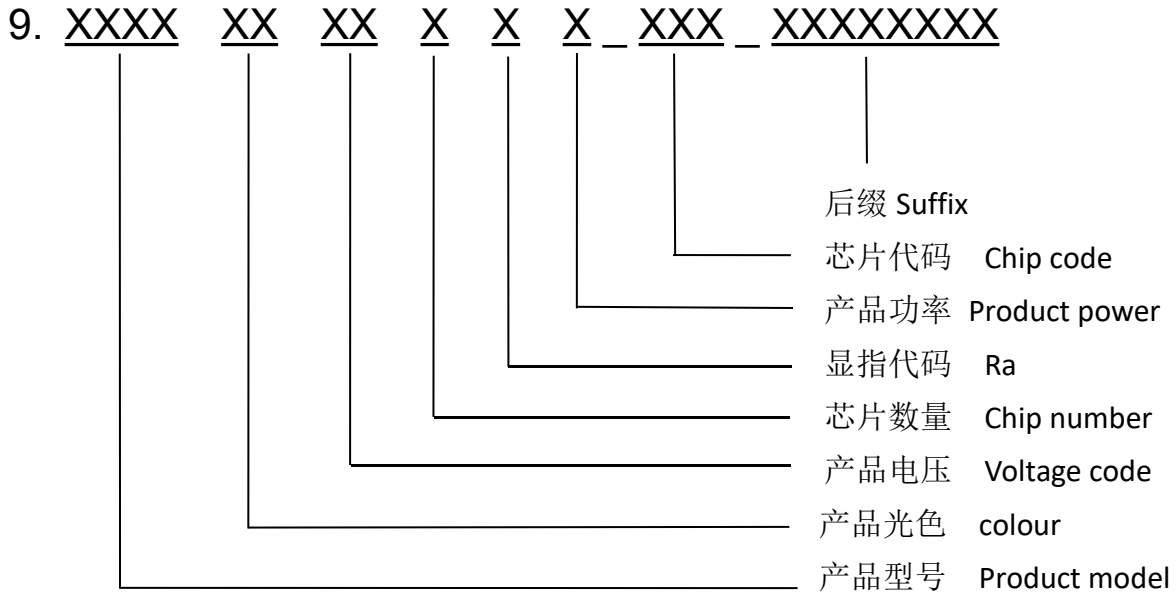 9. XXXX XX XX X X X _ XXX _ XXXXXXXX
后缀 Suffix
芯片代码 Chip code
产品功率 Product power
显指代码 Ra
芯片数量 Chip number
产品电压 Voltage code
产品光色 colour
产品型号 Product model